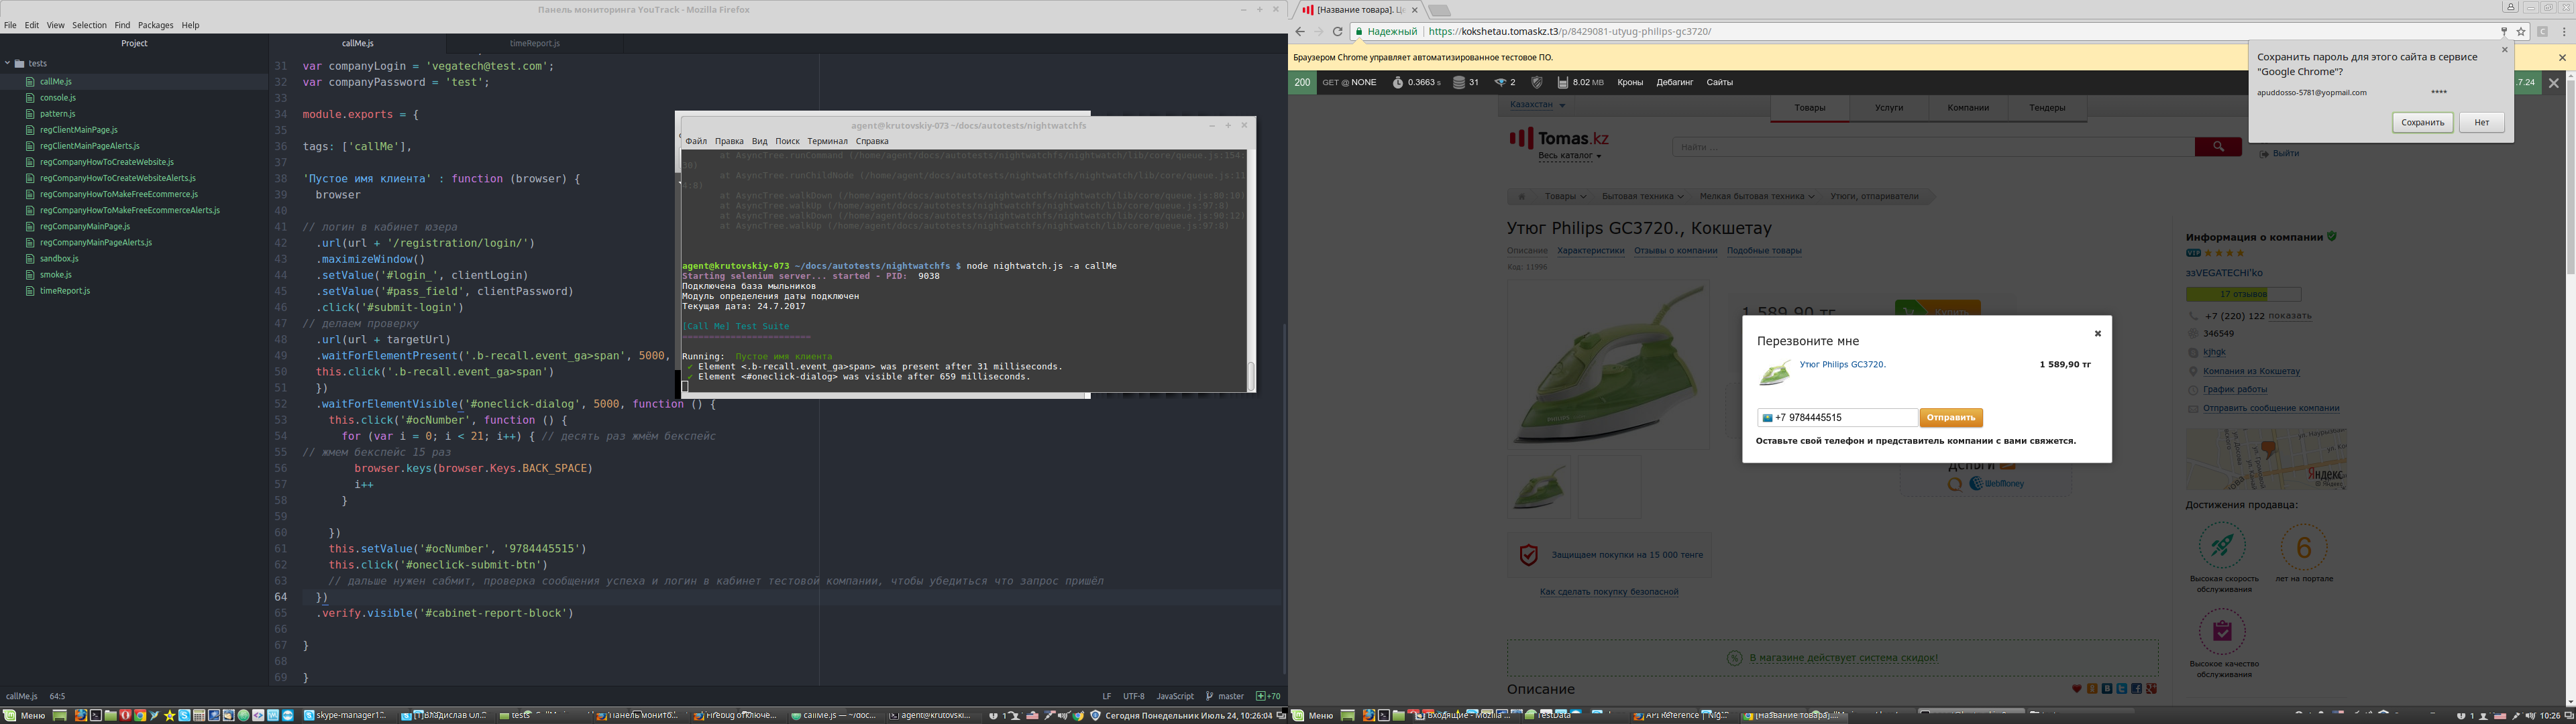 Панель мониторинга YouTrack - Mozilla Firefox
File Edit View Selection Find Packages Help
Project
tests
callMe.js
console.js
pattern.js
regClientMainPage.js
regClientMainPageAlerts.js
regCompanyHowToCreateWebsite.js
regCompanyHowToCreateWebsiteAlerts.js
regCompanyHowToMakeFreeEcommerce.js
regCompanyHowToMakeFreeEcommerceAlerts.js
regCompanyMainPage.js
regCompanyMainPageAlerts.js
sandbox.js
smoke.js
timeReport.js
callMe.js timeReport.js
31 var companyLogin = 'vegatech@test.com';
32 var companyPassword = 'test';
33
34 module.exports = {
35
36 tags: ['callMe'],
37
38 'Пустое имя клиента' : function (browser) {
39 browser
40
41 // логин в кабинет юзера
42 .url(url + '/registration/login/')
43 .maximizeWindow()
44 .setValue('#login_', clientLogin)
45 .setValue('#pass_field', clientPassword)
46 .click('#submit-login')
47 // делаем проверку
48 .url(url + targetUrl)
49 .waitForElementPresent('.b-recall.event_ga>span', 5000,
50 this.click('.b-recall.event_ga>span')
51 })
52 .waitForElementVisible('#oneclick-dialog', 5000, function () {
53 this.click('#ocNumber', function () {
54 for (var i = 0; i < 21; i++) { // десять раз жмём бекспейс
55 // жмем бекспейс 15 раз
56 browser.keys(browser.Keys.BACK_SPACE)
57 i++
58 }
59
60 })
61 this.setValue('#ocNumber', '9784445515')
62 this.click('#oneclick-submit-btn')
63 // дальше нужен сабмит, проверка сообщения успеха и логин в кабинет тестовой компании, чтобы убедиться что запрос пришёл
64 })
65 .verify.visible('#cabinet-report-block')
66
67 }
68
69 }
callMe.js 64:5
LF UTF-8 JavaScript master +70
agent@krutovskiy-073 ~/docs/autotests/nightwatchfs
Файл Правка Вид Поиск Терминал Справка
at AsyncTree.runCommand (/home/agent/docs/autotests/nightwatchfs/nightwatch/lib/core/queue.js:154:
30)
at AsyncTree.runChildNode (/home/agent/docs/autotests/nightwatchfs/nightwatch/lib/core/queue.js:11
at AsyncTree.walkDown (/home/agent/docs/autotests/nightwatchfs/nightwatch/lib/core/queue.js:80:10)
at AsyncTree.walkUp (/home/agent/docs/autotests/nightwatchfs/nightwatch/lib/core/queue.js:97:8)
at AsyncTree.walkDown (/home/agent/docs/autotests/nightwatchfs/nightwatch/lib/core/queue.js:90:12)
at AsyncTree.walkUp (/home/agent/docs/autotests/nightwatchfs/nightwatch/lib/core/queue.js:97:8)
agent@krutovskiy-073 ~/docs/autotests/nightwatchfs $ node nightwatch.js -a callMe
Starting selenium server... started - PID: 9038
Подключена база мыльников
Модуль определения даты подключен
Текущая дата: 24.7.2017
[Call Me] Test Suite
========================
Running: Пустое имя клиента
✔ Element <.b-recall.event_ga>span> was present after 31 milliseconds.
✔ Element <#oneclick-dialog> was visible after 659 milliseconds.
Меню skype-manager1... tests Панель монито... Firebug отключе... callMe.js — ~/doc... agent@krutovski... Сегодня Понедельник Июль 24, 10:26:04
[Название товара]. Це
Надежный https://kokshetau.tomaskz.t3/p/8429081-utyug-philips-gc3720/
Браузером Chrome управляет автоматизированное тестовое ПО.
200 GET @ NONE 0.3663 s 31 2 8.02 MB Кроны Дебагинг Сайты .7.24
Сохранить пароль для этого сайта в сервисе
"Google Chrome"?
apuddosso-5781@yopmail.com ****
Сохранить Нет
Выйти
Казахстан Товары Услуги Компании Тендеры
Tomas.kz
Весь каталог
Найти ...
Товары Бытовая техника Мелкая бытовая техника Утюги, отпариватели
Утюг Philips GC3720., Кокшетау
Описание Характеристики Отзывы о компании Подобные товары
Код: 11996
1 589,90 тг Купить
Перезвоните мне
Утюг Philips GC3720. 1 589,90 тг
+7 9784445515 Отправить
Оставьте свой телефон и представитель компании с вами свяжется.
ДЕНЬГИ
WebMoney
Защищаем покупки на 15 000 тенге
Как сделать покупку безопасной
В магазине действует система скидок!
Описание
Информация о компании
VIP
ззVEGATECHI'ko
17 отзывов
+7 (220) 122 показать
346549
kjhgk
Компания из Кокшетау
График работы
Отправить сообщение компании
Яндекс
Достижения продавца:
6
Высокая скорость обслуживания
лет на портале
Высокое качество обслуживания
Меню Входящие - Mozilla ... TestData API Reference | Nig... [Название товара]... 10:26